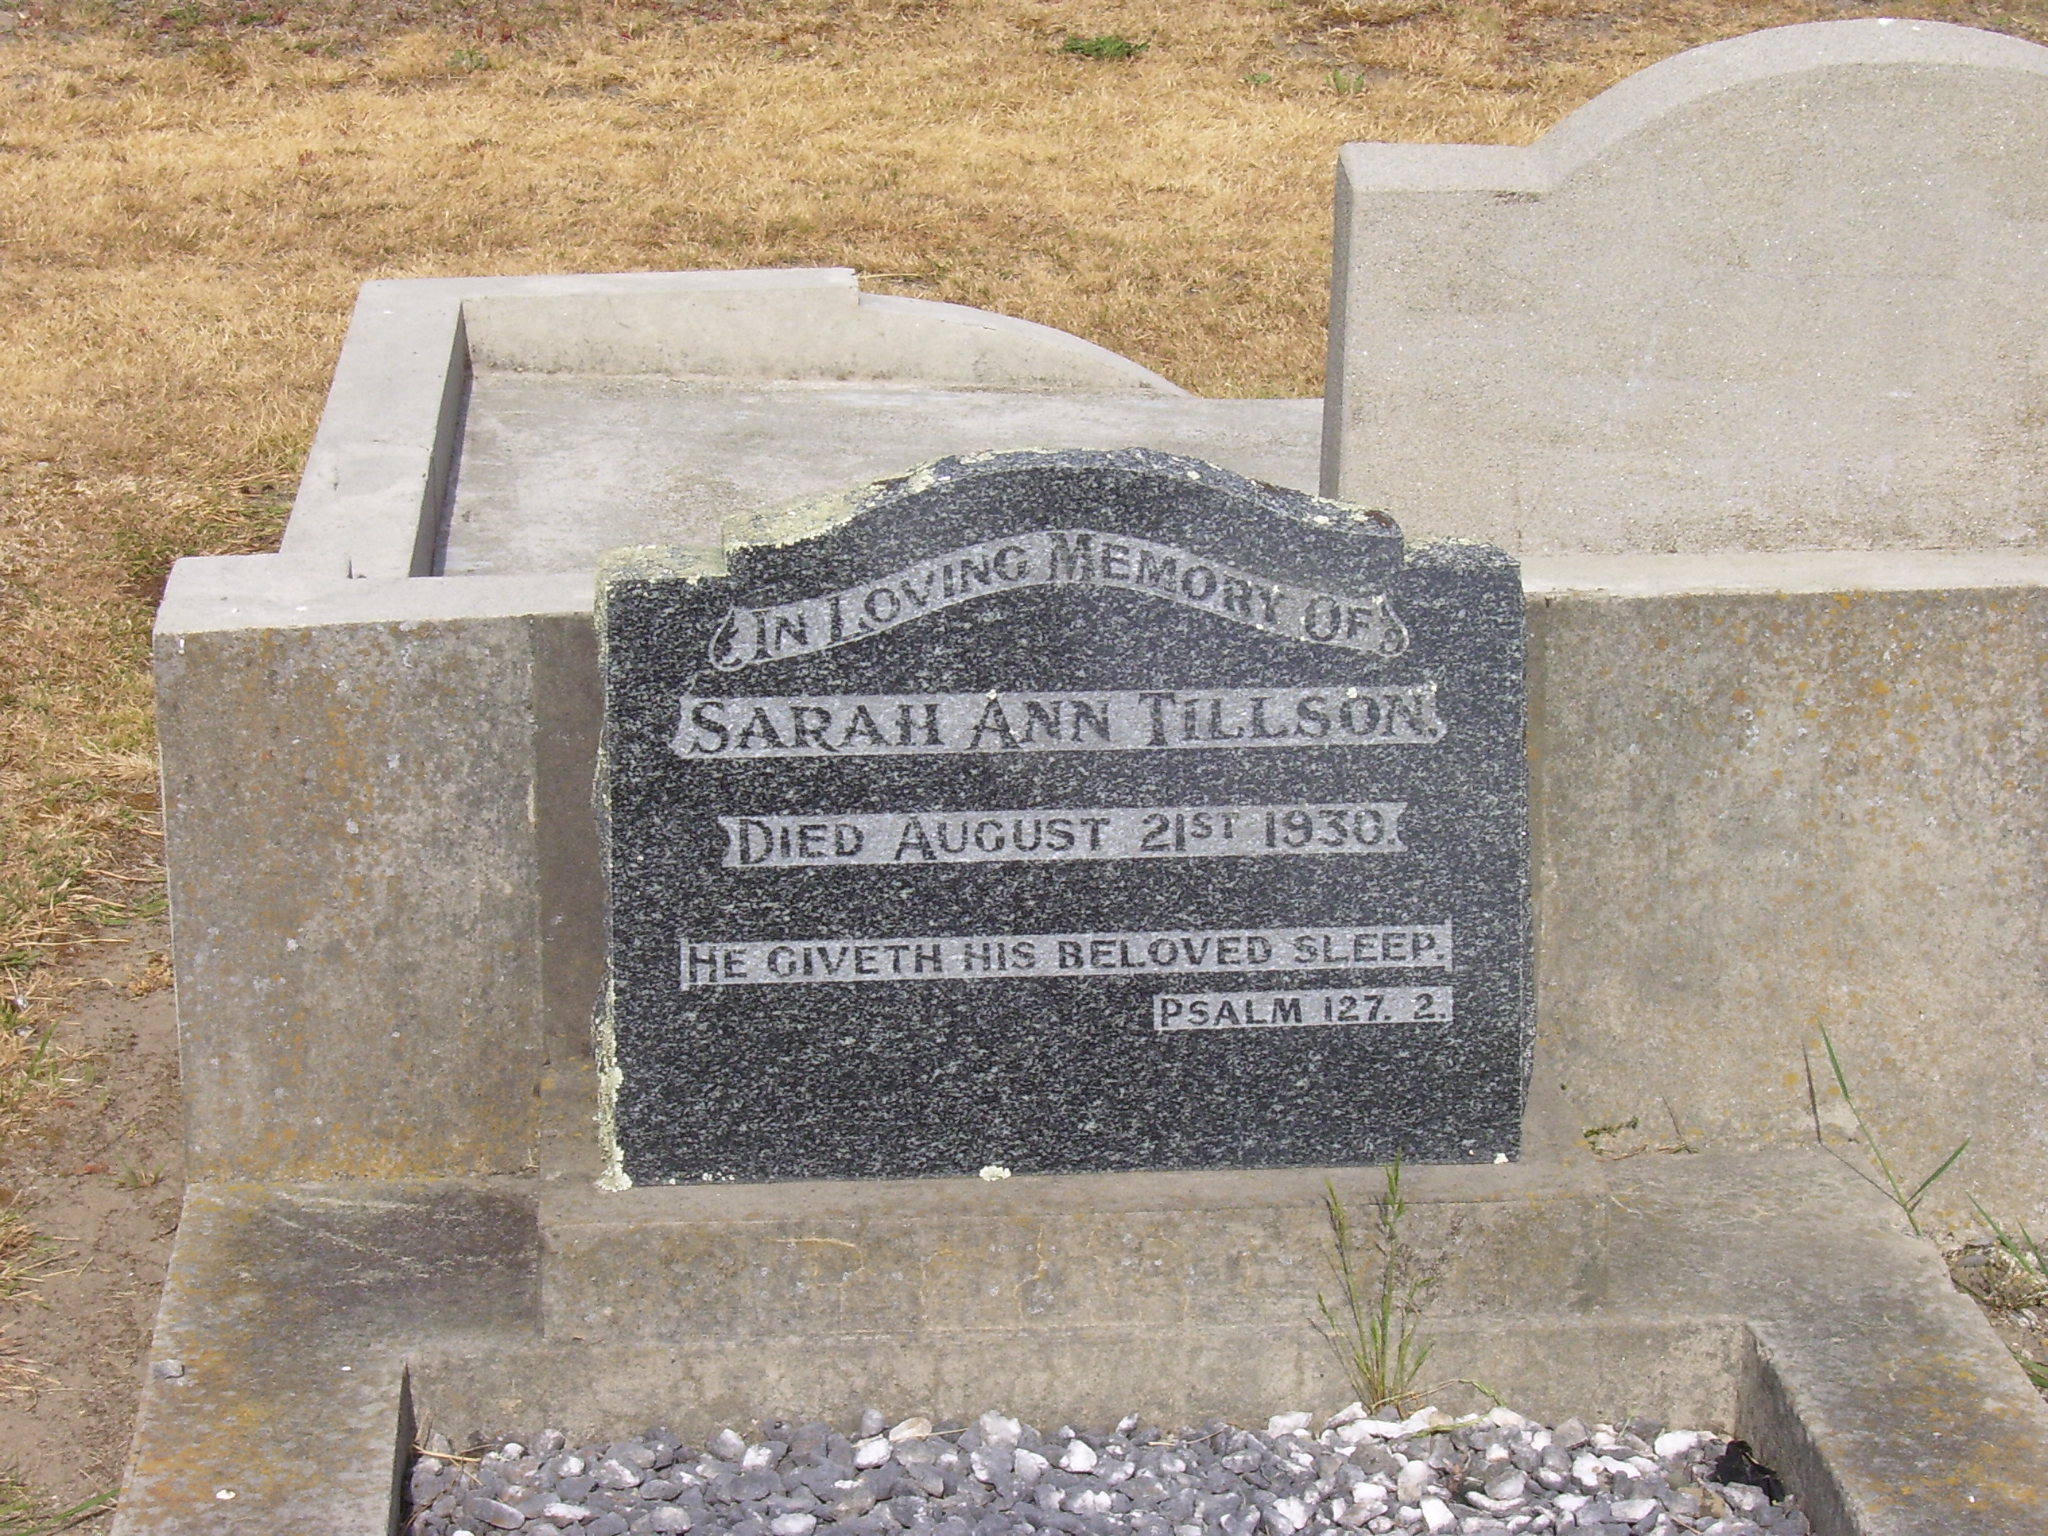 IN LOVING MEMORY OF
SARAH ANN TILLSON.
DIED AUGUST 21ST 1930.
HE GIVETH HIS BELOVED SLEEP.
PSALM 127. 2.